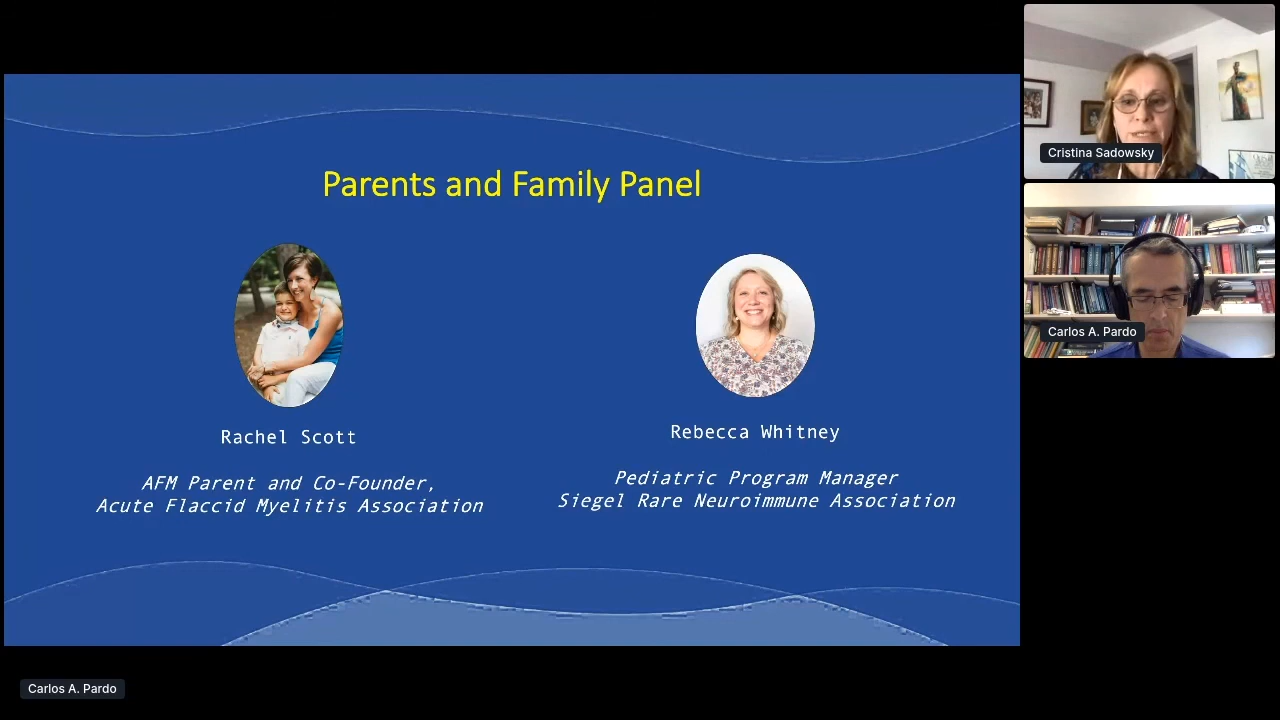 Parents and Family Panel
Rachel Scott
AFM Parent and Co-Founder,
Acute Flaccid Myelitis Association
Rebecca Whitney
Pediatric Program Manager
Siegel Rare Neuroimmune Association
Cristina Sadowsky
Carlos A. Pardo
Carlos A. Pardo